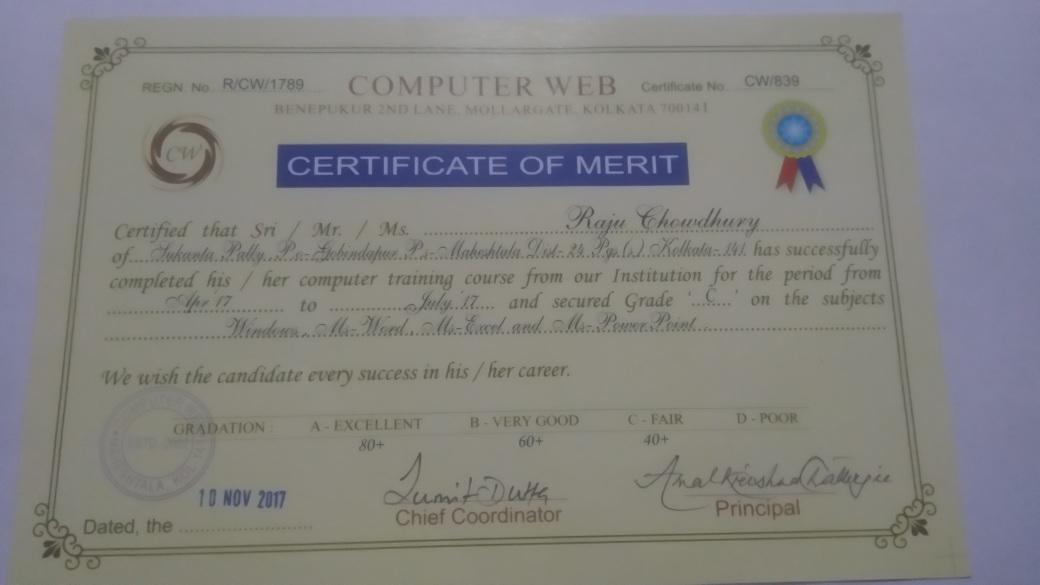 REGN. No. R/CW/1789 COMPUTER WEB Certificate No. CW/839
BENEPUKUR 2ND LANE, MOLLARGATE, KOLKATA 700141
CW
CERTIFICATE OF MERIT
Certified that Sri / Mr. / Ms. Raju Chowdhury
of Sukanta Pally, P.o-Gobindapur P.s-Maheshtala Dist-24 Pgs(s) Kolkata-141. has successfully
completed his / her computer training course from our Institution for the period from
Apr'17 to July'17 and secured Grade 'C' on the subjects
Windows, Ms-Word, Ms-Excel and Ms-Power Point.
We wish the candidate every success in his / her career.
GRADATION : A - EXCELLENT B - VERY GOOD C - FAIR D - POOR
80+ 60+ 40+
10 NOV 2017
Sumit Dutta
Chief Coordinator Principal
Dated, the